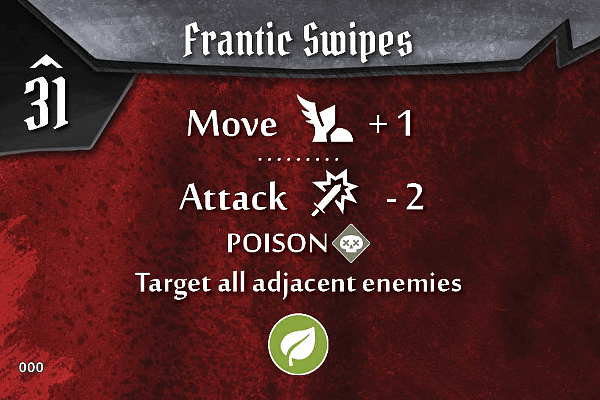 Frantic Swipes
31
Move + 1
Attack - 2
POISON
Target all adjacent enemies
000